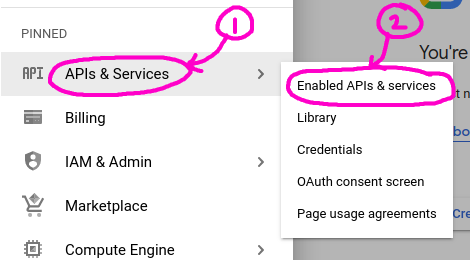 1
2
PINNED
You're
API APIs & Services
Enabled APIs & services
Billing
Library
IAM & Admin
Credentials
OAuth consent screen
Marketplace
Page usage agreements
Cre
Compute Engine